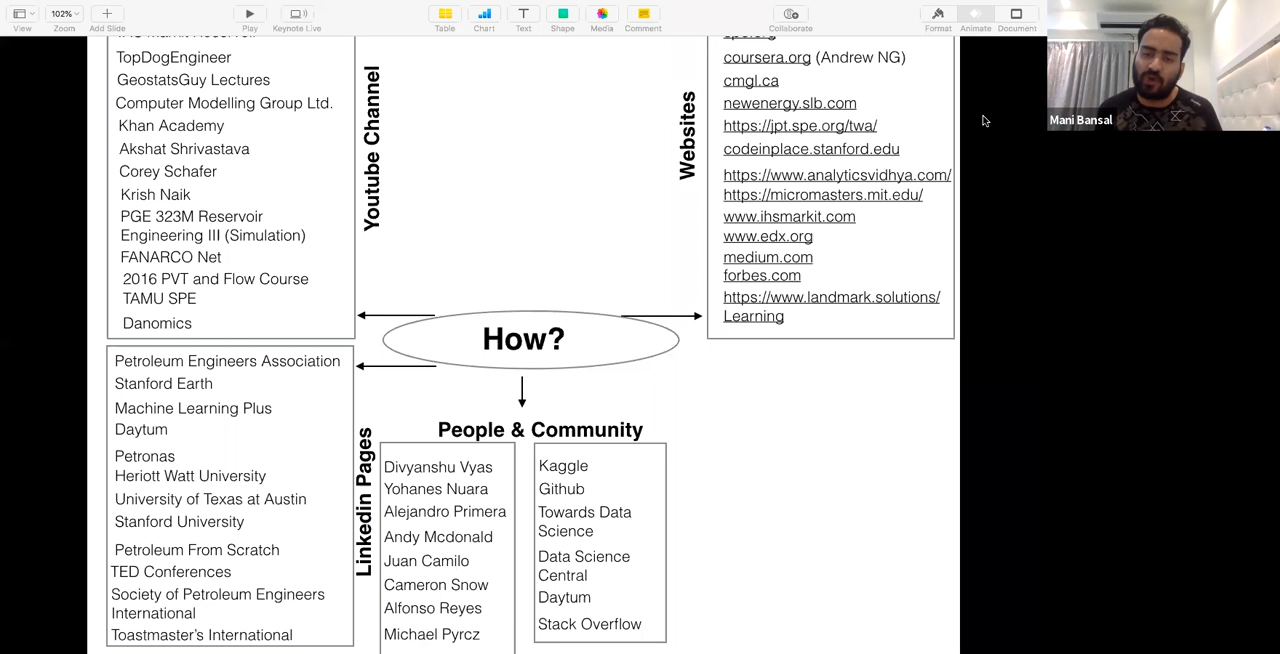 102%
View
Zoom
Add Slide
Play
Keynote Live
Table
Chart
Text
Shape
Media
Comment
Collaborate
Format
Animate
Document
Mani Bansal
TopDogEngineer
GeostatsGuy Lectures
Computer Modelling Group Ltd.
Khan Academy
Akshat Shrivastava
Corey Schafer
Krish Naik
PGE 323M Reservoir
Engineering III (Simulation)
FANARCO Net
2016 PVT and Flow Course
TAMU SPE
Danomics
Youtube Channel
Websites
coursera.org (Andrew NG)
cmgl.ca
newenergy.slb.com
https://jpt.spe.org/twa/
codeinplace.stanford.edu
https://www.analyticsvidhya.com/
https://micromasters.mit.edu/
www.ihsmarkit.com
www.edx.org
medium.com
forbes.com
https://www.landmark.solutions/
Learning
How?
Petroleum Engineers Association
Stanford Earth
Machine Learning Plus
Daytum
Petronas
Heriott Watt University
University of Texas at Austin
Stanford University
Petroleum From Scratch
TED Conferences
Society of Petroleum Engineers
International
Toastmaster's International
Linkedin Pages
People & Community
Divyanshu Vyas
Yohanes Nuara
Alejandro Primera
Andy Mcdonald
Juan Camilo
Cameron Snow
Alfonso Reyes
Michael Pyrcz
Kaggle
Github
Towards Data
Science
Data Science
Central
Daytum
Stack Overflow